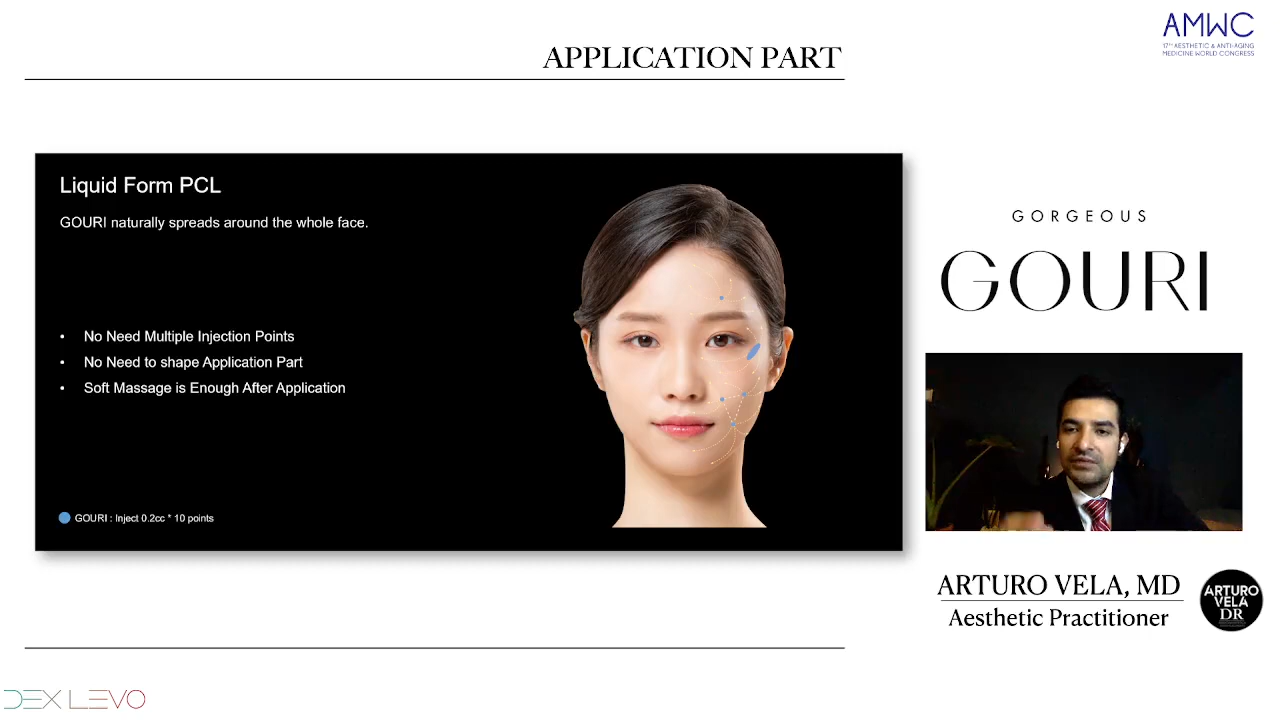 AMWC
17TH AESTHETIC & ANTI-AGING
MEDICINE WORLD CONGRESS
APPLICATION PART
Liquid Form PCL
GOURI naturally spreads around the whole face.
• No Need Multiple Injection Points
• No Need to shape Application Part
• Soft Massage is Enough After Application
GOURI : Inject 0.2cc * 10 points
GORGEOUS
GOURI
ARTURO VELA, MD
Aesthetic Practitioner
ARTURO
VELA
DR
DEXLEVO